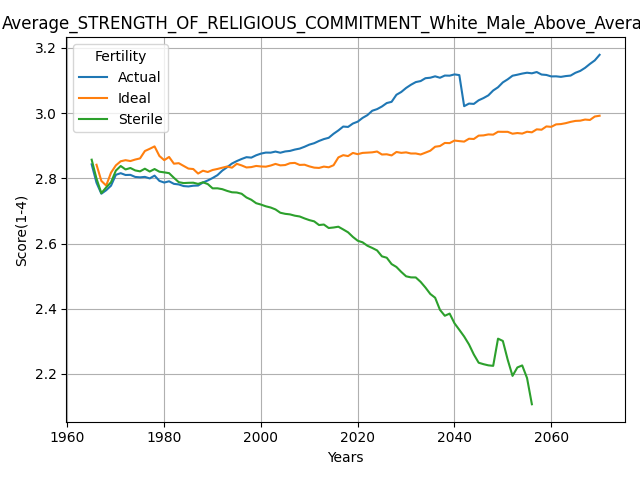 Average_STRENGTH_OF_RELIGIOUS_COMMITMENT_White_Male_Above_Avera
Fertility
Actual
Ideal
Sterile
3.2
3.0
2.8
2.6
2.4
2.2
Score(1-4)
1960
1980
2000
2020
2040
2060
Years